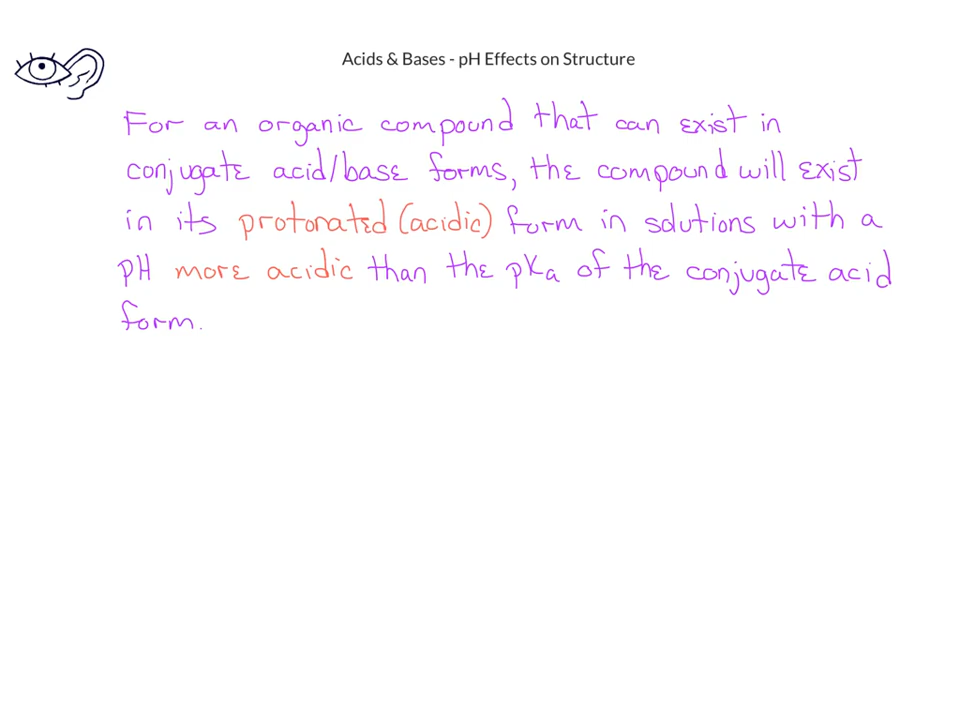 Acids & Bases - pH Effects on Structure
For an organic compound that can exist in
conjugate acid/base forms, the compound will exist
in its protonated (acidic) form in solutions with a
pH more acidic than the pKa of the conjugate acid
form.